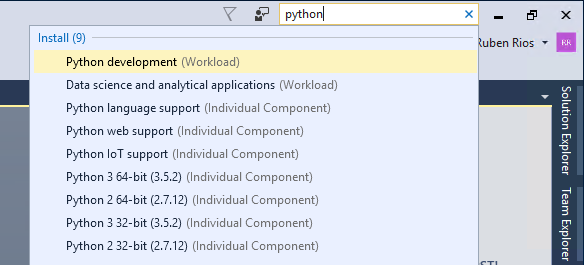 python
Ruben Rios
RR
Install (9)
Python development (Workload)
Data science and analytical applications (Workload)
Python language support (Individual Component)
Python web support (Individual Component)
Python IoT support (Individual Component)
Python 3 64-bit (3.5.2) (Individual Component)
Python 2 64-bit (2.7.12) (Individual Component)
Python 3 32-bit (3.5.2) (Individual Component)
Python 2 32-bit (2.7.12) (Individual Component)
Solution Explorer
Team Explorer